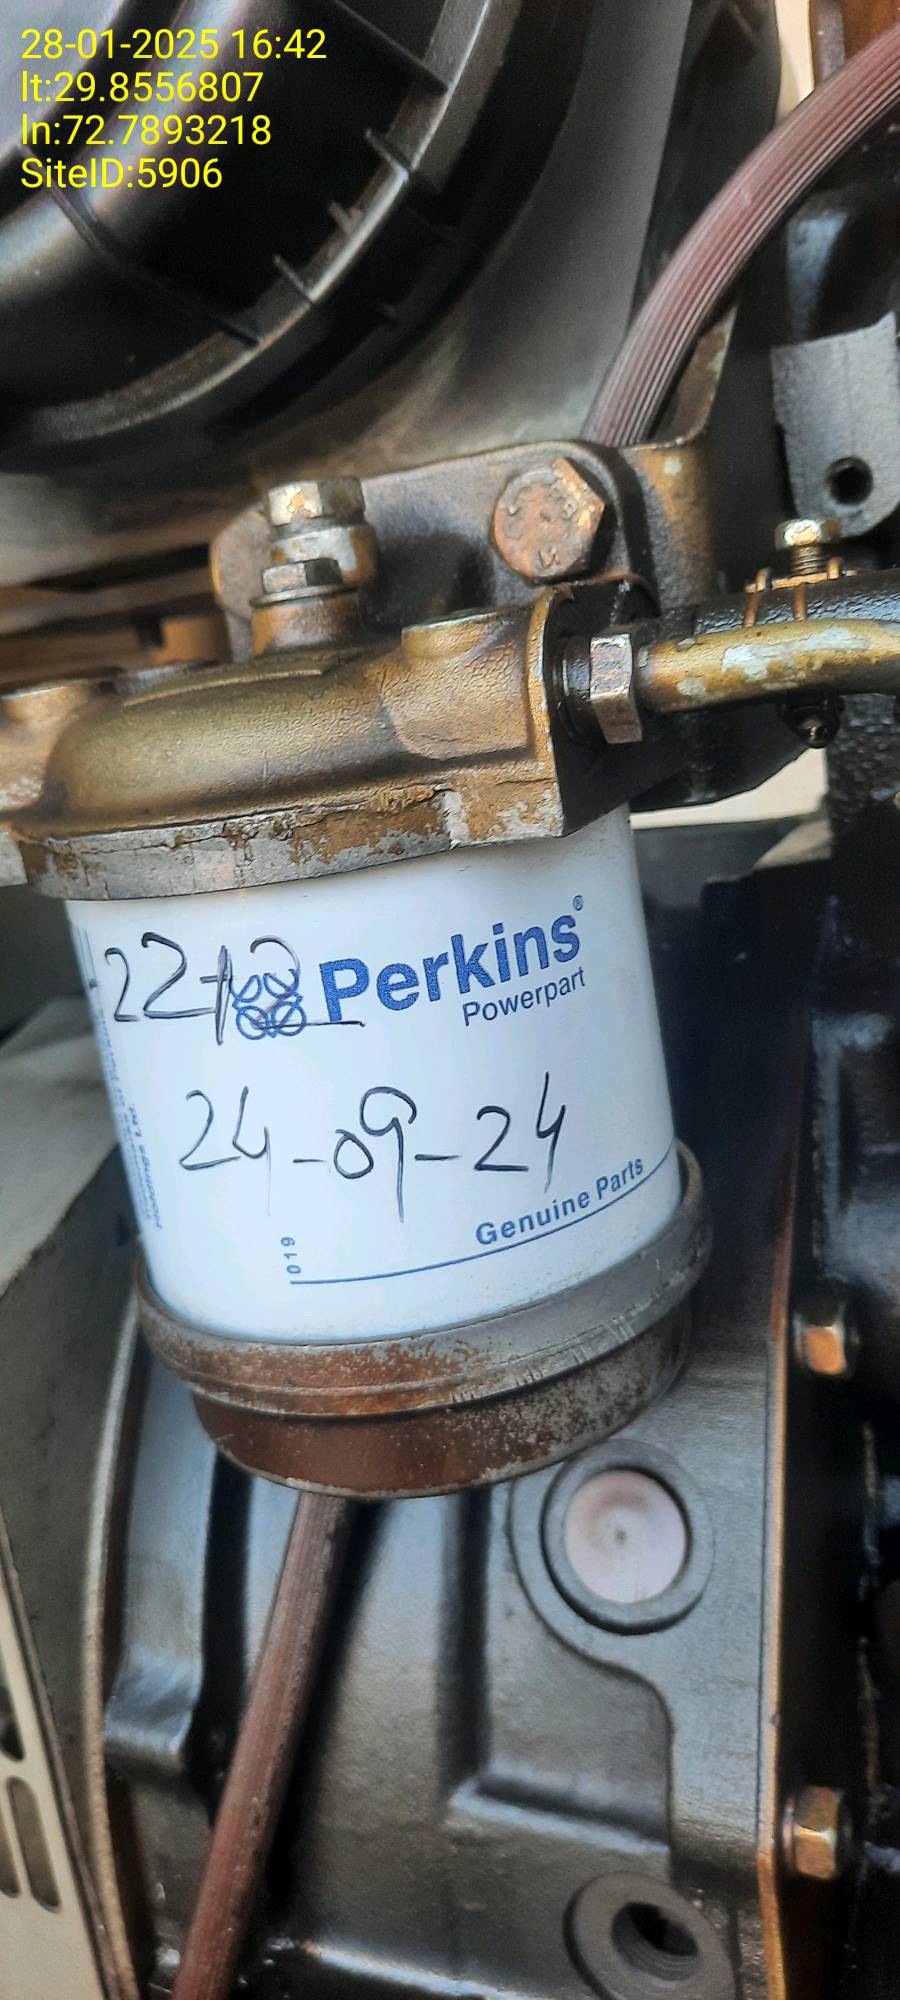 28-01-2025 16:42
lt:29.8556807
ln:72.7893218
SiteID:5906
Perkins®
Powerpart
24-09-24
Genuine Parts
019